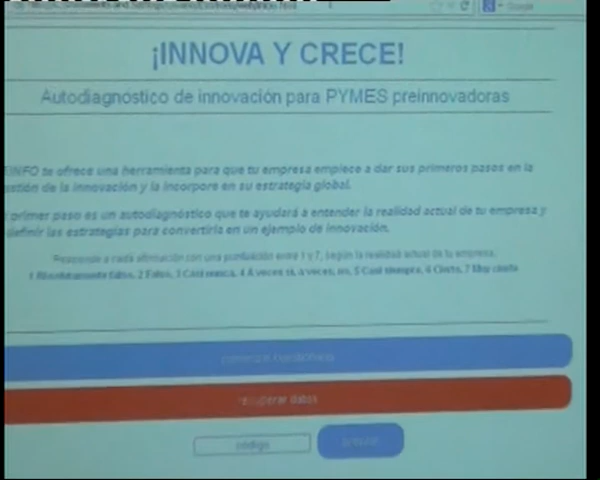 ¡INNOVA Y CRECE!
Autodiagnóstico de innovación para PYMES preinnovadoras
INFO te ofrece una herramienta para que tu empresa empiece a dar sus primeros pasos en la
gestión de la innovación y la incorpore en su estrategia global.
primer paso es un autodiagnóstico que te ayudará a entender la realidad actual de tu empresa y
definir las estrategias para convertirla en un ejemplo de innovación.
Responde a cada afirmación con una puntuación entre 1 y 7, según la realidad actual de tu empresa.
1 Absolutamente falso, 2 Falso, 3 Casi nunca, 4 A veces si, a veces, no, 5 Casi siempre, 6 Cierto, 7 Muy cierto
recuperar datos
código